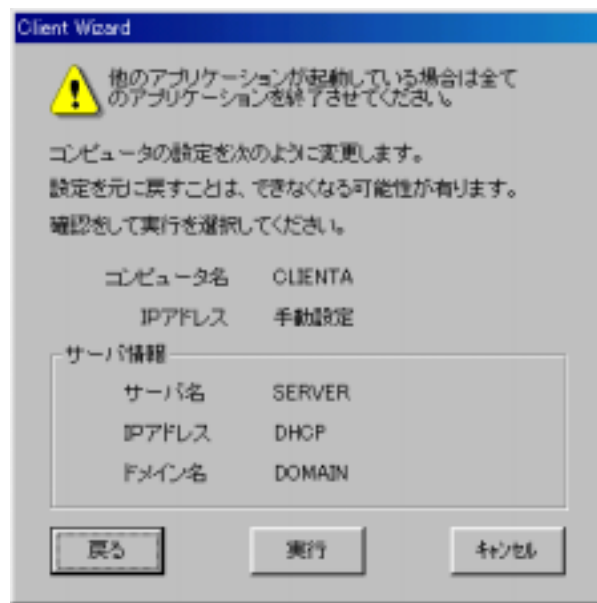 Client Wizard
他のアプリケーションが起動している場合は全て
のアプリケーションを終了させてください。
コンピュータの設定を次のように変更します。
設定を元に戻すことは、できなくなる可能性が有ります。
確認をして実行を選択してください。
コンピュータ名 CLIENTA
IPアドレス 手動設定
サーバ情報
サーバ名 SERVER
IPアドレス DHCP
ドメイン名 DOMAIN
戻る 実行 キャンセル